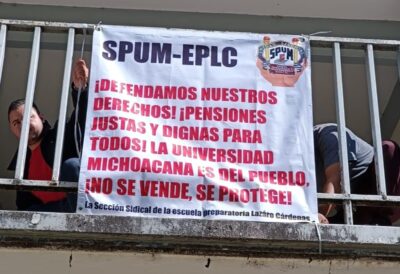 SPUM-EPLC
SPUM
¡DEFENDAMOS NUESTROS
DERECHOS! ¡PENSIONES
JUSTAS Y DIGNAS PARA
TODOS! LA UNIVERSIDAD
MICHOACANA ES DEL PUEBLO,
¡NO SE VENDE, SE PROTEGE!
La Sección Sidical de la escuela preparatoria Lázaro Cárdenas